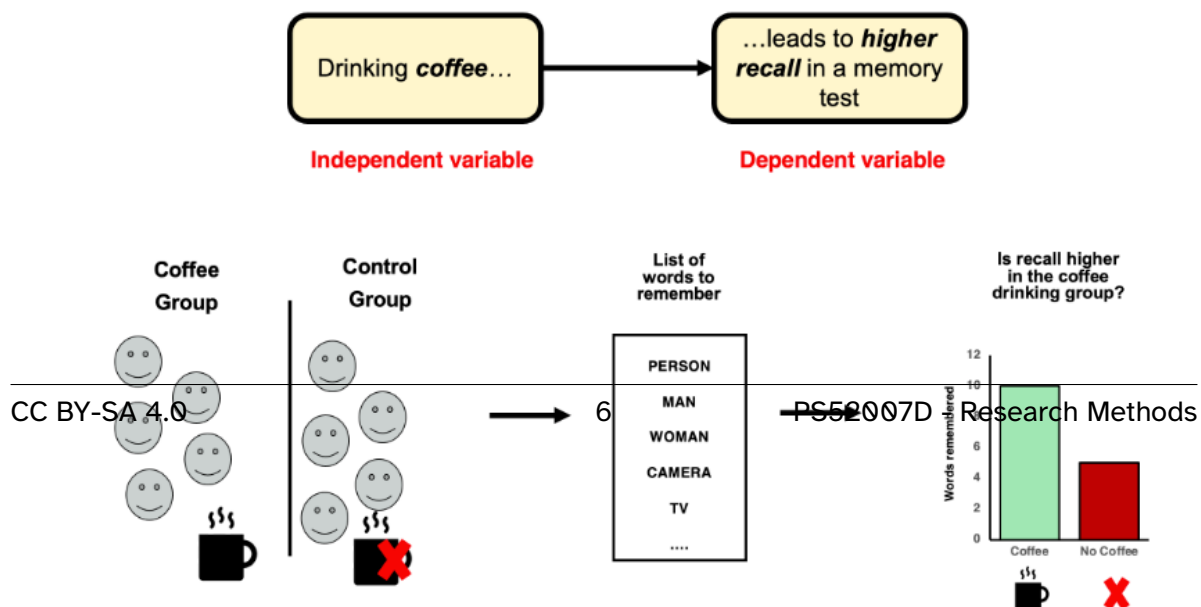 Drinking coffee…
…leads to higher
recall in a memory
test
Independent variable
Dependent variable
Coffee
Group
Control
Group
List of
words to
remember
PERSON
MAN
WOMAN
CAMERA
TV
....
Is recall higher
in the coffee
drinking group?
Words remembered
12
10
8
6
4
2
0
Coffee
No Coffee
CC BY-SA 4.0
6
PS52007D - Research Methods